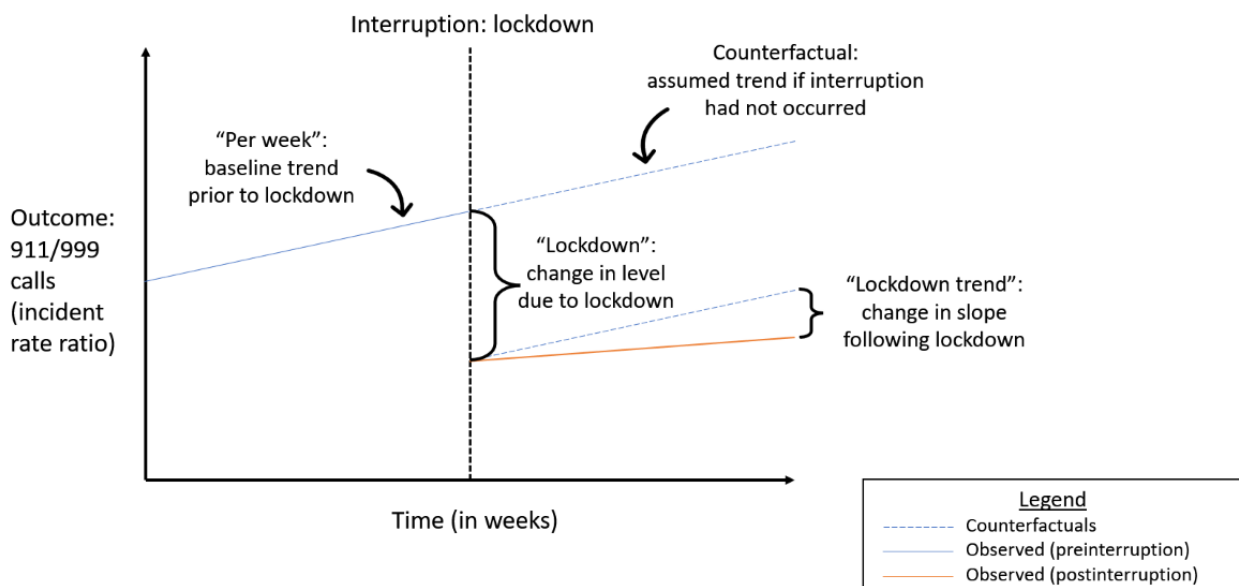 Interruption: lockdown
Counterfactual:
assumed trend if interruption
had not occurred
“Per week”:
baseline trend
prior to lockdown
Outcome:
911/999
calls
(incident
rate ratio)
“Lockdown”:
change in level
due to lockdown
“Lockdown trend”:
change in slope
following lockdown
Time (in weeks)
Legend
Counterfactuals
Observed (preinterruption)
Observed (postinterruption)